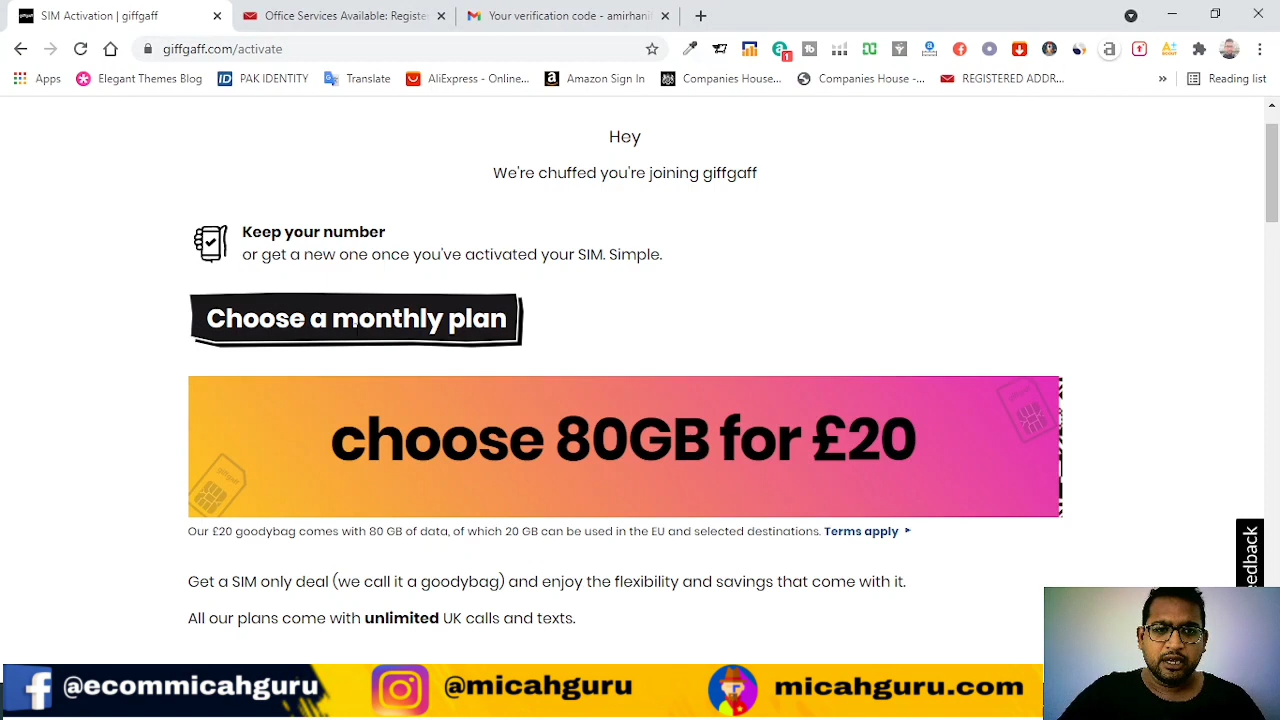 SIM Activation | giffgaff
Office Services Available: Registe
Your verification code - amirhani
giffgaff.com/activate
1
Apps
Elegant Themes Blog
PAK IDENTITY
Translate
AliExpress - Online...
Amazon Sign In
Companies House...
Companies House...
REGISTERED ADDR...
»
Reading list
Hey
We're chuffed you're joining giffgaff
Keep your number
or get a new one once you've activated your SIM. Simple.
Choose a monthly plan
choose 80GB for £20
giffgaff
giffgaff
Our £20 goodybag comes with 80 GB of data, of which 20 GB can be used in the EU and selected destinations. Terms apply
Get a SIM only deal (we call it a goodybag) and enjoy the flexibility and savings that come with it.
All our plans come with unlimited UK calls and texts.
eedback
@ecommicahguru
@micahguru
micahguru.com